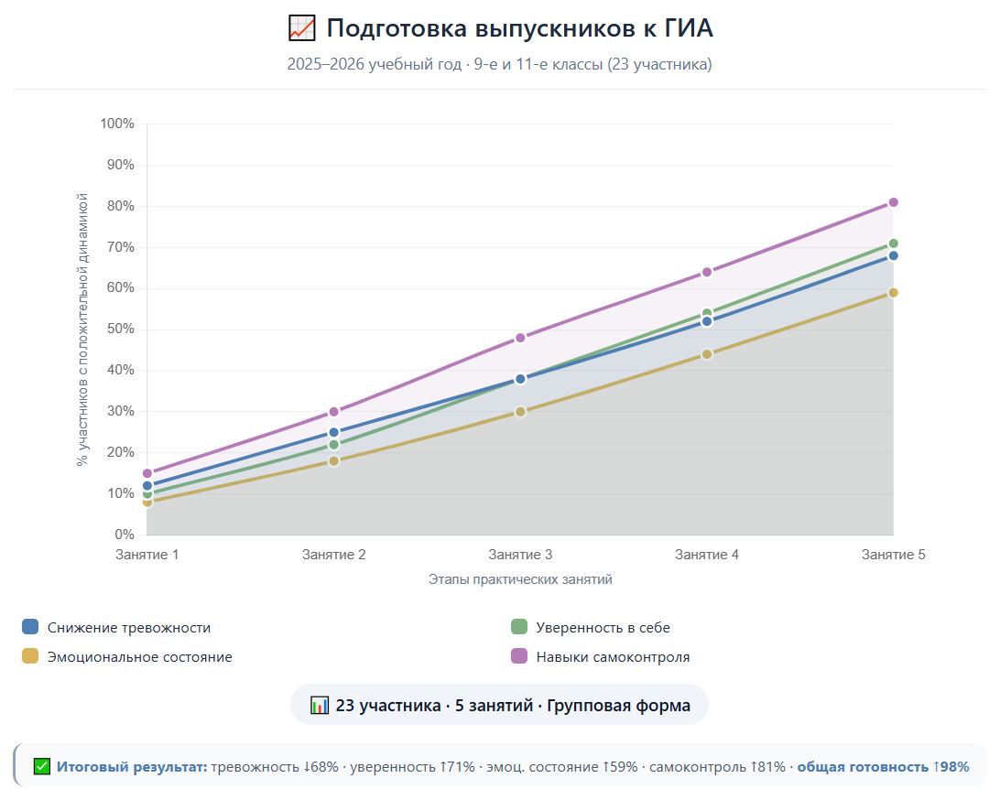 📈 Подготовка выпускников к ГИА
2025–2026 учебный год · 9-е и 11-е классы (23 участника)
100%
90%
80%
70%
60%
50%
40%
30%
20%
10%
0%
% участников с положительной динамикой
Занятие 1
Занятие 2
Занятие 3
Занятие 4
Занятие 5
Этапы практических занятий
Снижение тревожности
Уверенность в себе
Эмоциональное состояние
Навыки самоконтроля
📊 23 участника · 5 занятий · Групповая форма
✅ Итоговый результат: тревожность ↓68% · уверенность ↑71% · эмоц. состояние ↑59% · самоконтроль ↑81% · общая готовность ↑98%